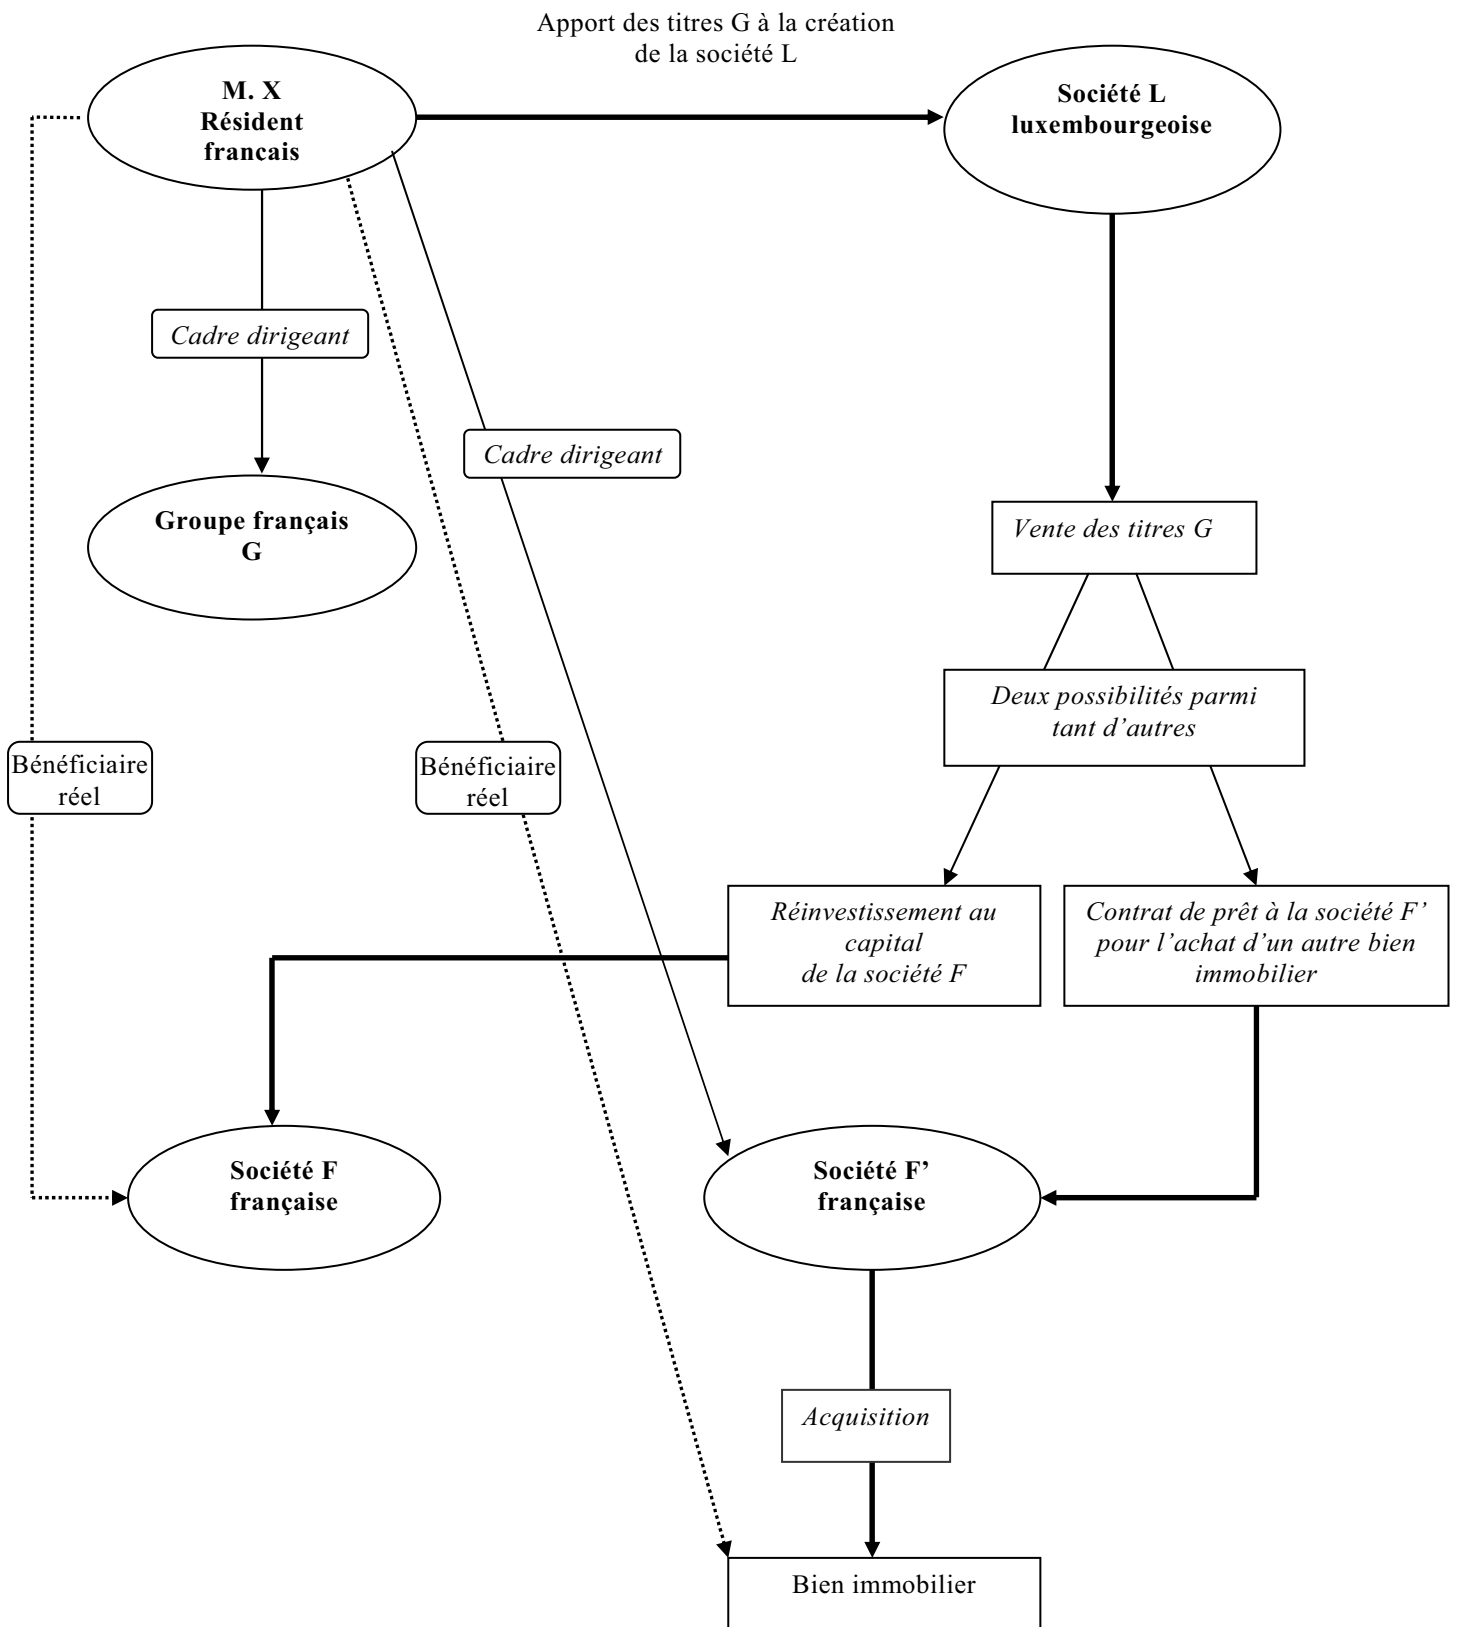 Apport des titres G à la création
de la société L
M. X
Résident
francais
Société L
luxembourgeoise
Cadre dirigeant
Cadre dirigeant
Groupe français
G
Vente des titres G
Deux possibilités parmi
tant d’autres
Bénéficiaire
réel
Bénéficiaire
réel
Réinvestissement au
capital
de la société F
Contrat de prêt à la société F’
pour l’achat d’un autre bien
immobilier
Société F
française
Société F’
française
Acquisition
Bien immobilier